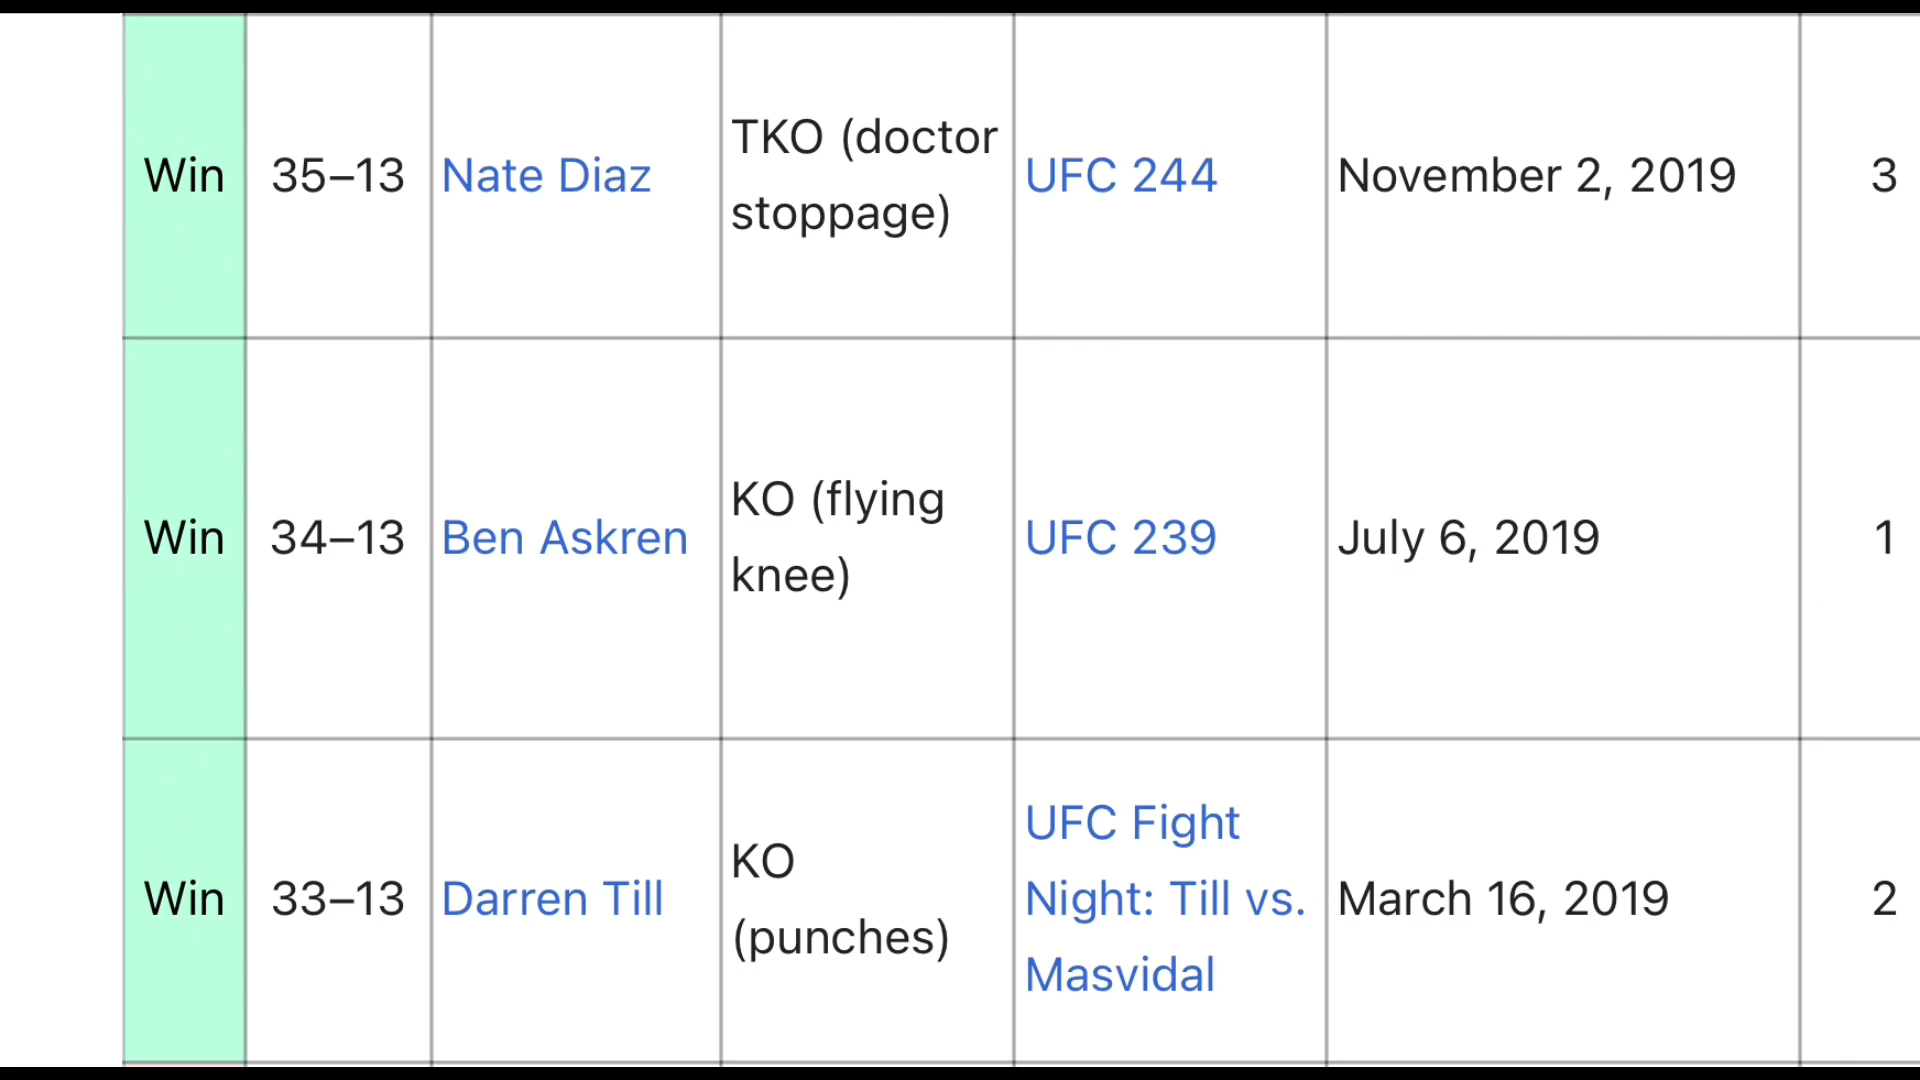 Win 35–13 Nate Diaz TKO (doctor stoppage) UFC 244 November 2, 2019 3
Win 34–13 Ben Askren KO (flying knee) UFC 239 July 6, 2019 1
Win 33–13 Darren Till KO (punches) UFC Fight Night: Till vs. Masvidal March 16, 2019 2